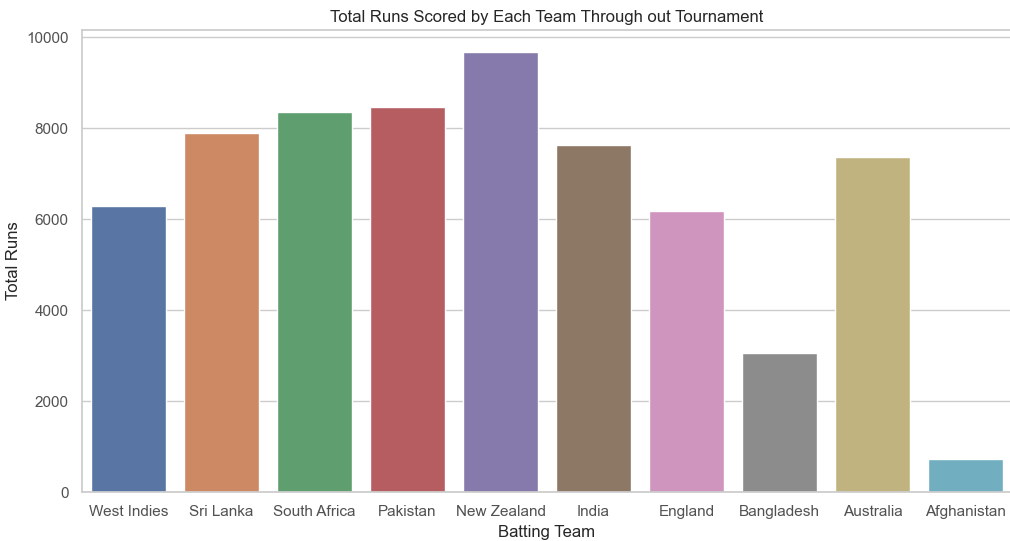 Total Runs Scored by Each Team Through out Tournament
Total Runs
10000
8000
6000
4000
2000
0
West Indies Sri Lanka South Africa Pakistan New Zealand India England Bangladesh Australia Afghanistan
Batting Team